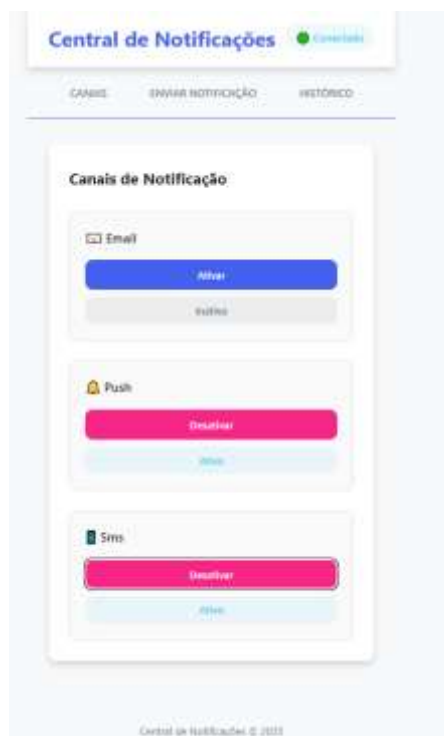 Central de Notificações
Conectado
CANAIS ENVIAR NOTIFICAÇÃO HISTÓRICO
Canais de Notificação
Email
Ativar
Inativo
Push
Desativar
Ativo
Sms
Desativar
Ativo
Central de Notificações ©